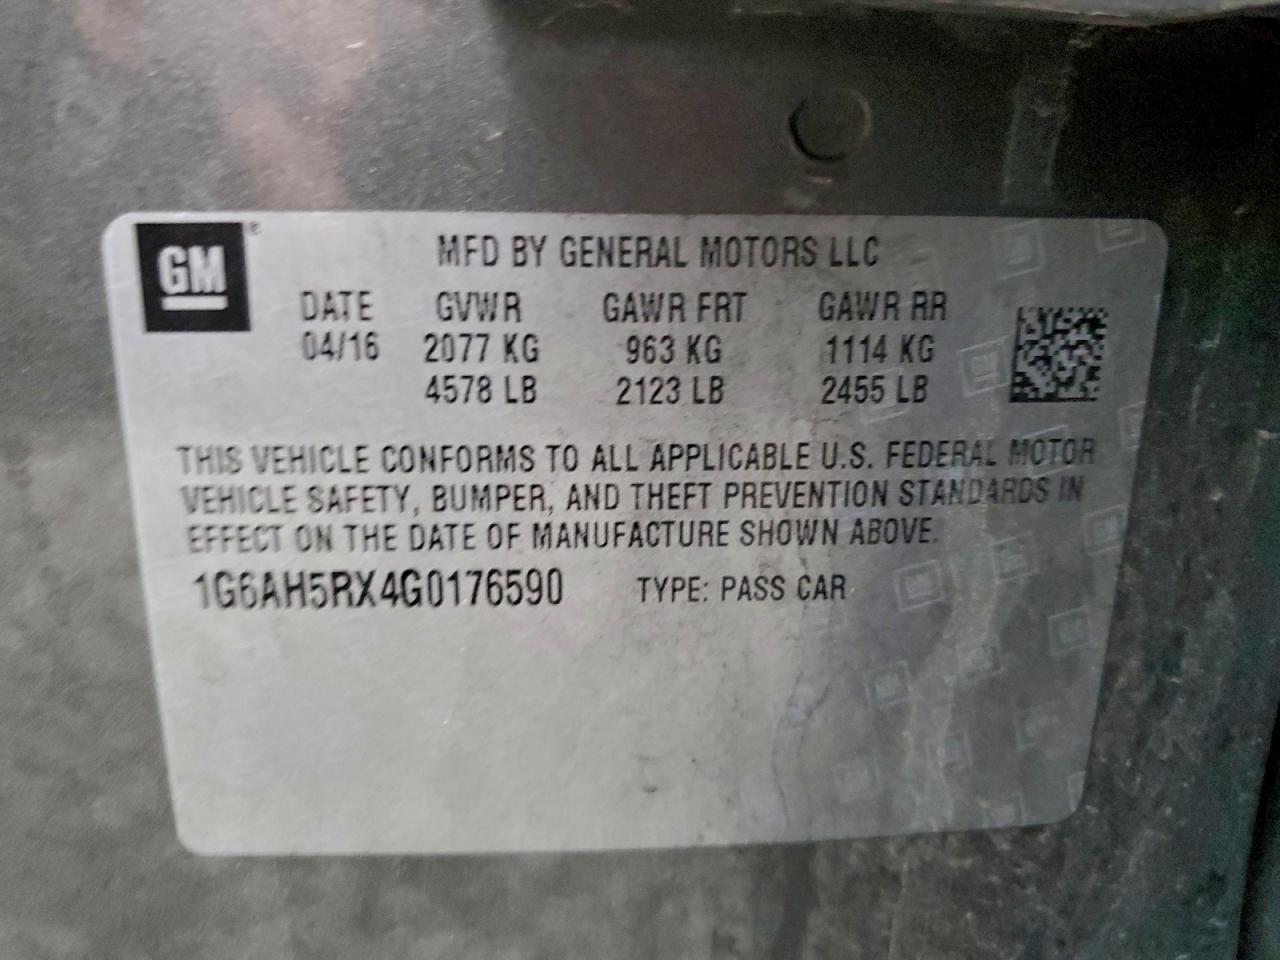 GM®
MFD BY GENERAL MOTORS LLC
DATE GVWR GAWR FRT GAWR RR
04/16 2077 KG 963 KG 1114 KG
4578 LB 2123 LB 2455 LB
THIS VEHICLE CONFORMS TO ALL APPLICABLE U.S. FEDERAL MOTOR
VEHICLE SAFETY, BUMPER, AND THEFT PREVENTION STANDARDS IN
EFFECT ON THE DATE OF MANUFACTURE SHOWN ABOVE.
1G6AH5RX4G0176590 TYPE: PASS CAR